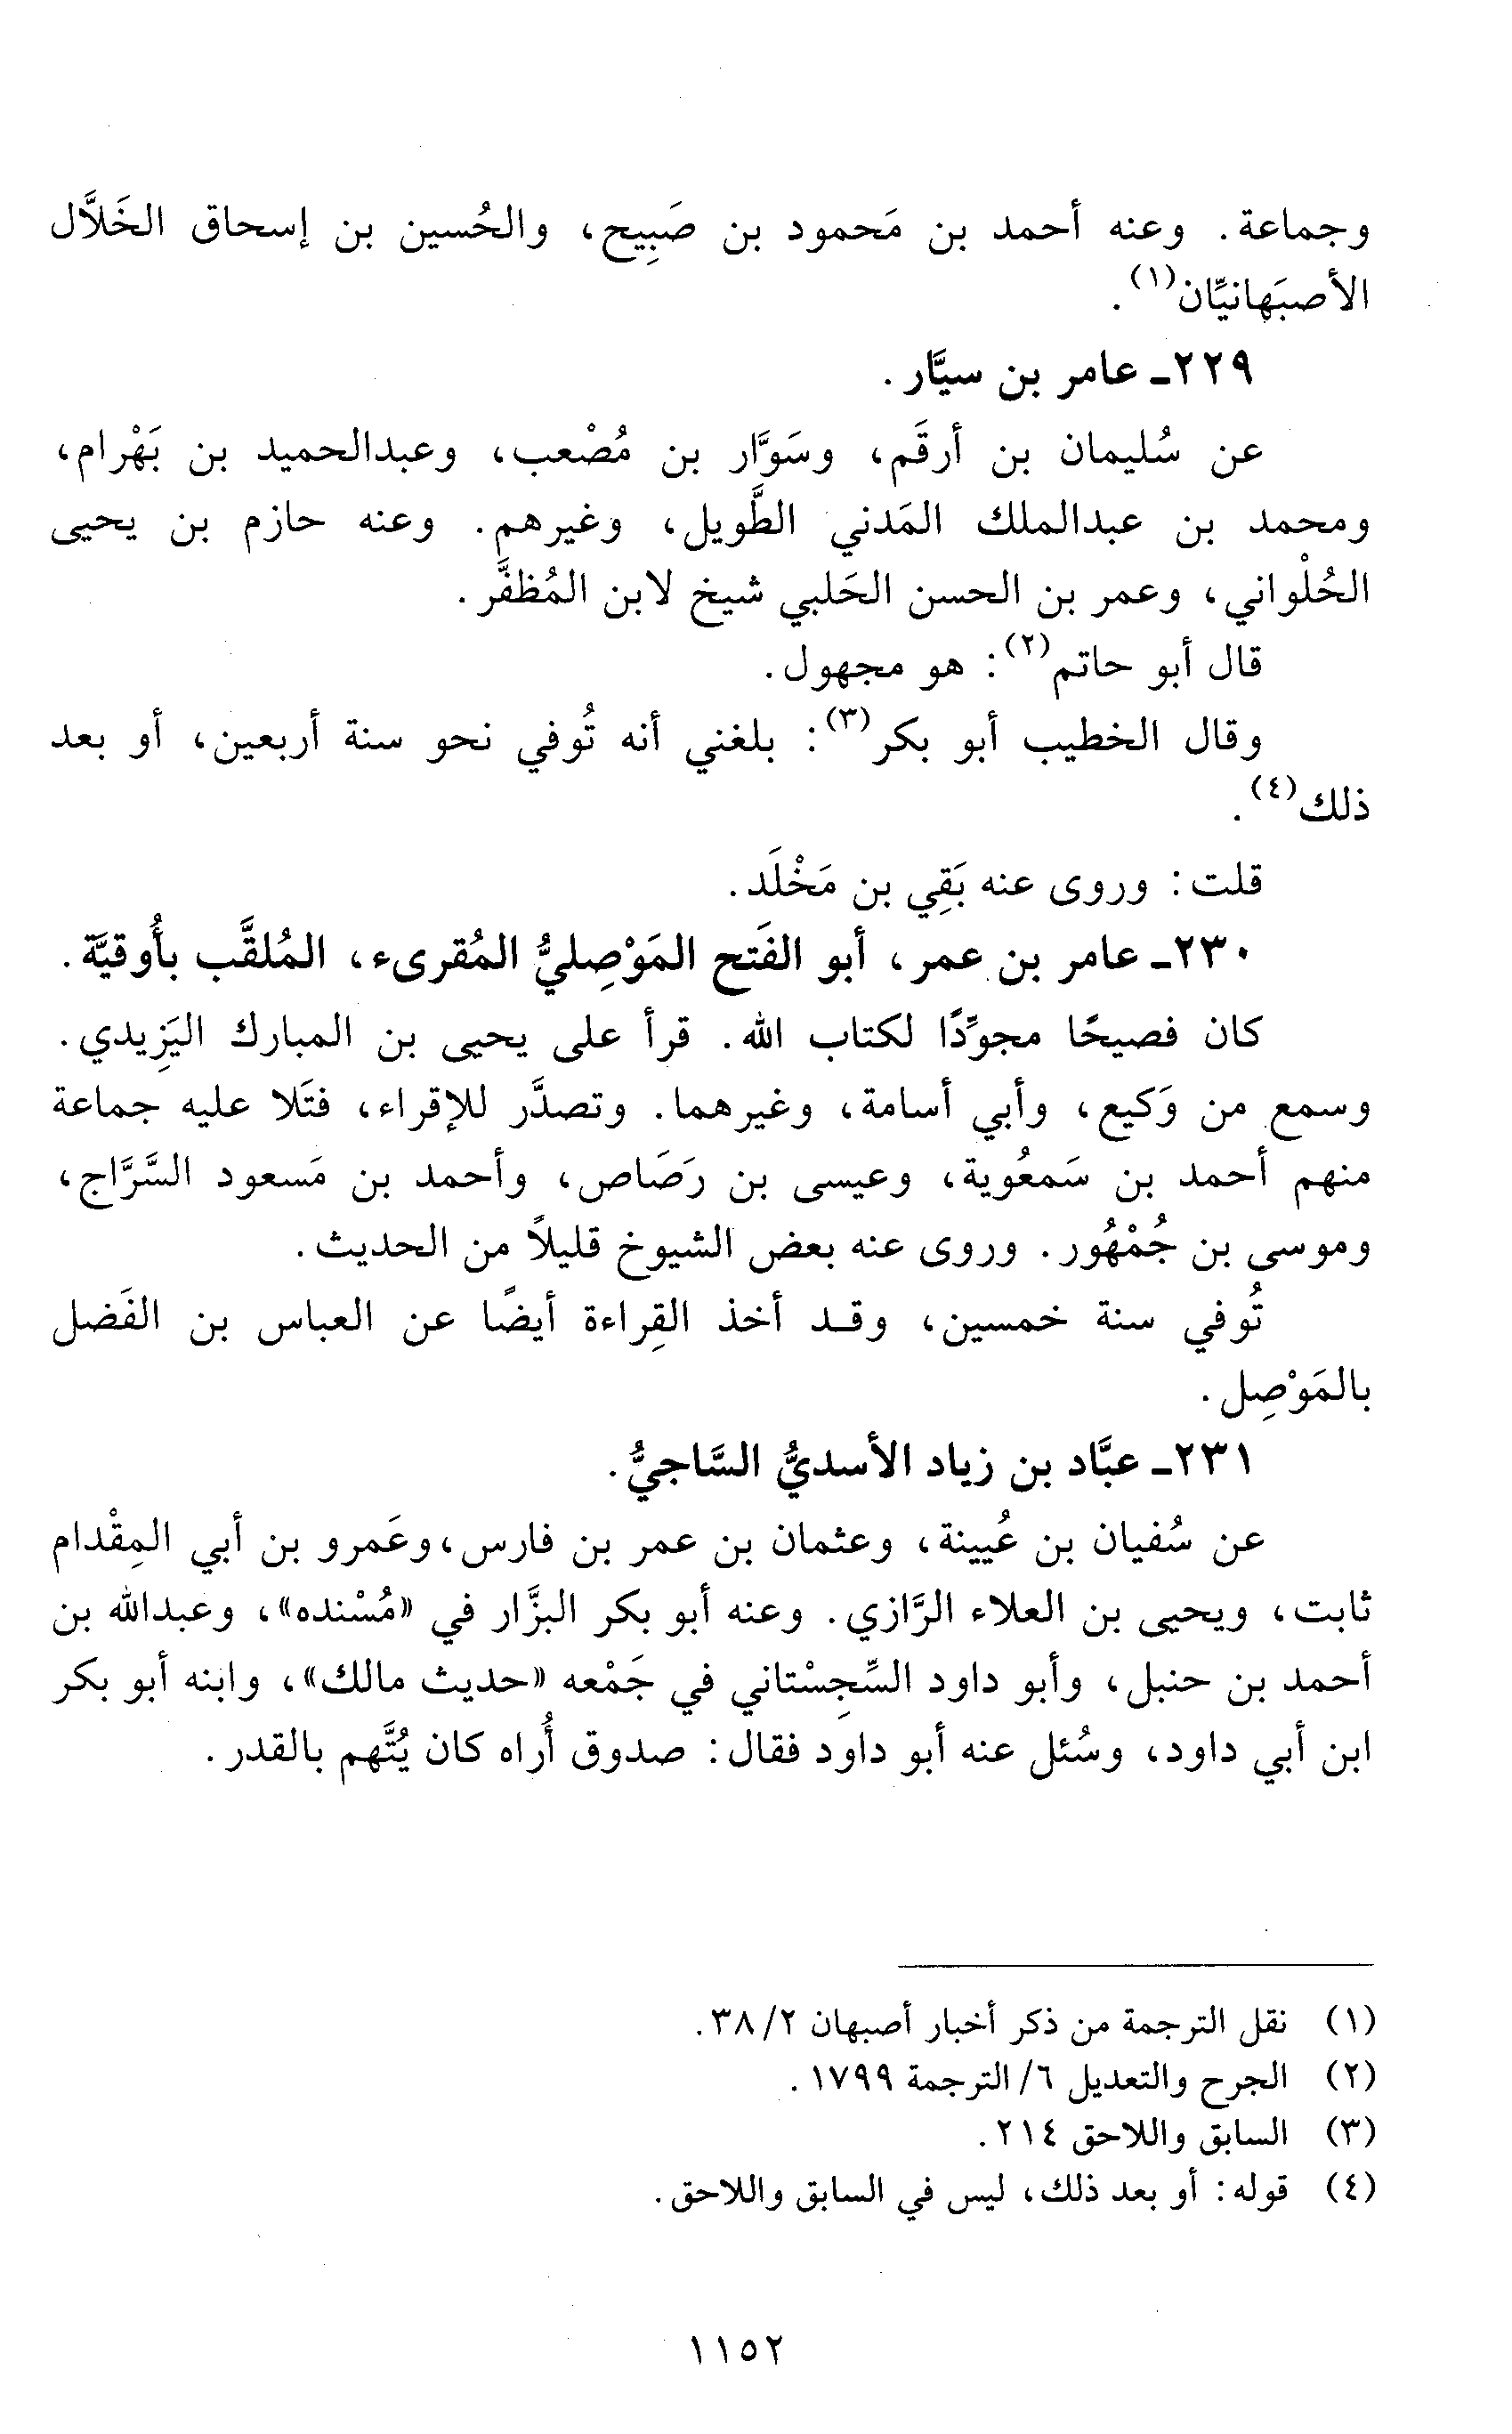 وجماعة. وعنه أحمد بن مَحمود بن صَبِيح، والحُسين بن إسحاق الخَلاَّل
الأصبَهانيَّان(١).
٢٢٩ـ عامر بن سيَّار.
عن سُليمان بن أرقَم، وسَوَّار بن مُصْعب، وعبدالحميد بن بَهْرام،
ومحمد بن عبدالملك المَدني الطَّويل، وغيرهم. وعنه حازم بن يحيى
الحُلْواني، وعمر بن الحسن الحَلبي شيخ لابن المُظفَّر.
قال أبو حاتم(٢): هو مجهول.
وقال الخطيب أبو بكر(٣): بلغني أنه تُوفي نحو سنة أربعين، أو بعد
ذلك(٤).
قلت: وروى عنه بَقِي بن مَخْلَد.
٢٣٠ـ عامر بن عمر، أبو الفَتح المَوْصِليُّ المُقرىء، المُلقَّب بأُوقيَّة.
كان فصيحًا مجوِّدًا لكتاب الله. قرأ على يحيى بن المبارك اليَزِيدي.
وسمع من وَكيع، وأبي أسامة، وغيرهما. وتصدَّر للإقراء، فتَلا عليه جماعة
منهم أحمد بن سَمعُوية، وعيسى بن رَصَاص، وأحمد بن مَسعود السَّرَّاج،
وموسى بن جُمْهُور. وروى عنه بعض الشيوخ قليلاً من الحديث.
تُوفي سنة خمسين، وقد أخذ القِراءة أيضًا عن العباس بن الفَضل
بالمَوْصِل.
٢٣١ـ عبَّاد بن زياد الأسديُّ السَّاجيُّ.
عن سُفيان بن عُيينة، وعثمان بن عمر بن فارس، وعَمرو بن أبي المِقْدام
ثابت، ويحيى بن العلاء الرَّازي. وعنه أبو بكر البزَّار في «مُسْنده»، وعبدالله بن
أحمد بن حنبل، وأبو داود السِّجِسْتاني في جَمْعه «حديث مالك»، وابنه أبو بكر
ابن أبي داود، وسُئل عنه أبو داود فقال: صدوق أُراه كان يُتَّهم بالقدر.
(١) نقل الترجمة من ذكر أخبار أصبهان ٢/ ٣٨.
(٢) الجرح والتعديل ٦/ الترجمة ١٧٩٩.
(٣) السابق واللاحق ٢١٤.
(٤) قوله: أو بعد ذلك، ليس في السابق واللاحق.
١١٥٢